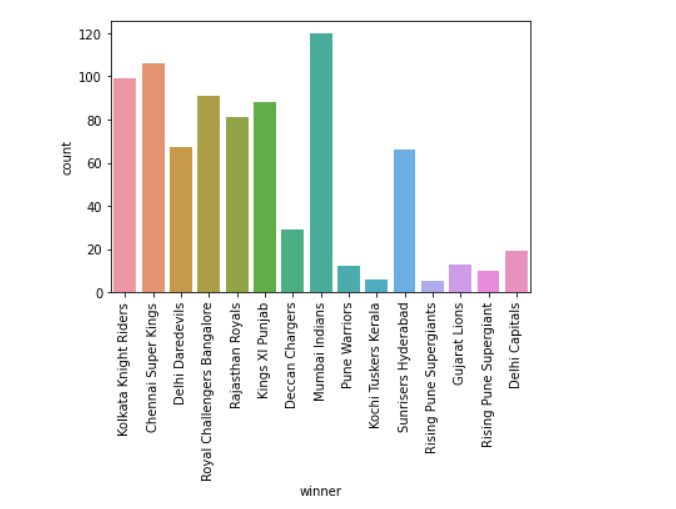 120
100
80
60
40
20
0
count
Kolkata Knight Riders
Chennai Super Kings
Delhi Daredevils
Royal Challengers Bangalore
Rajasthan Royals
Kings XI Punjab
Deccan Chargers
Mumbai Indians
Pune Warriors
Kochi Tuskers Kerala
Sunrisers Hyderabad
Rising Pune Supergiants
Gujarat Lions
Rising Pune Supergiant
Delhi Capitals
winner